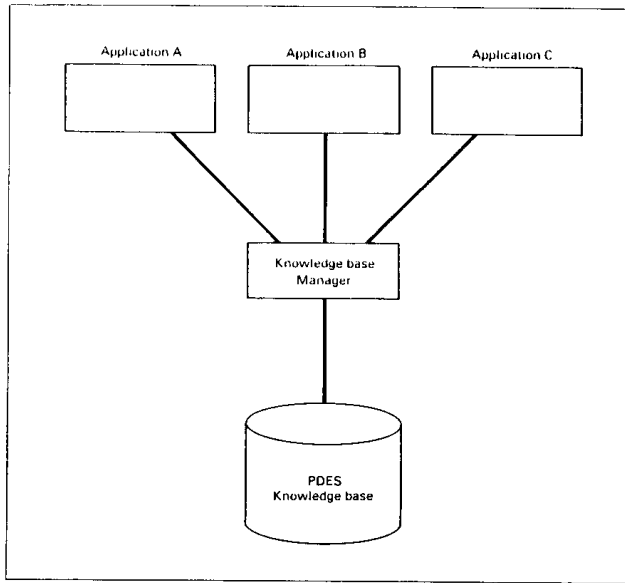 Application A
Application B
Application C
Knowledge base
Manager
PDES
Knowledge base